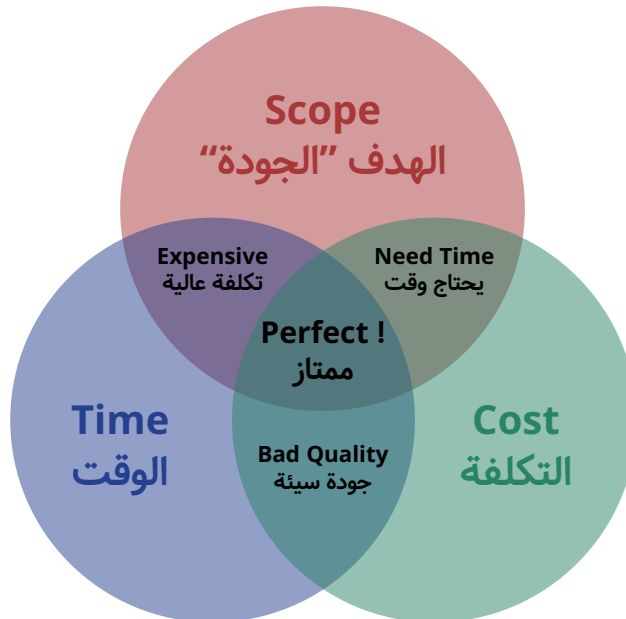 Scope
الهدف ”الجودة“
Expensive
تكلفة عالية
Need Time
يحتاج وقت
Perfect !
ممتاز
Time
الوقت
Cost
التكلفة
Bad Quality
جودة سيئة